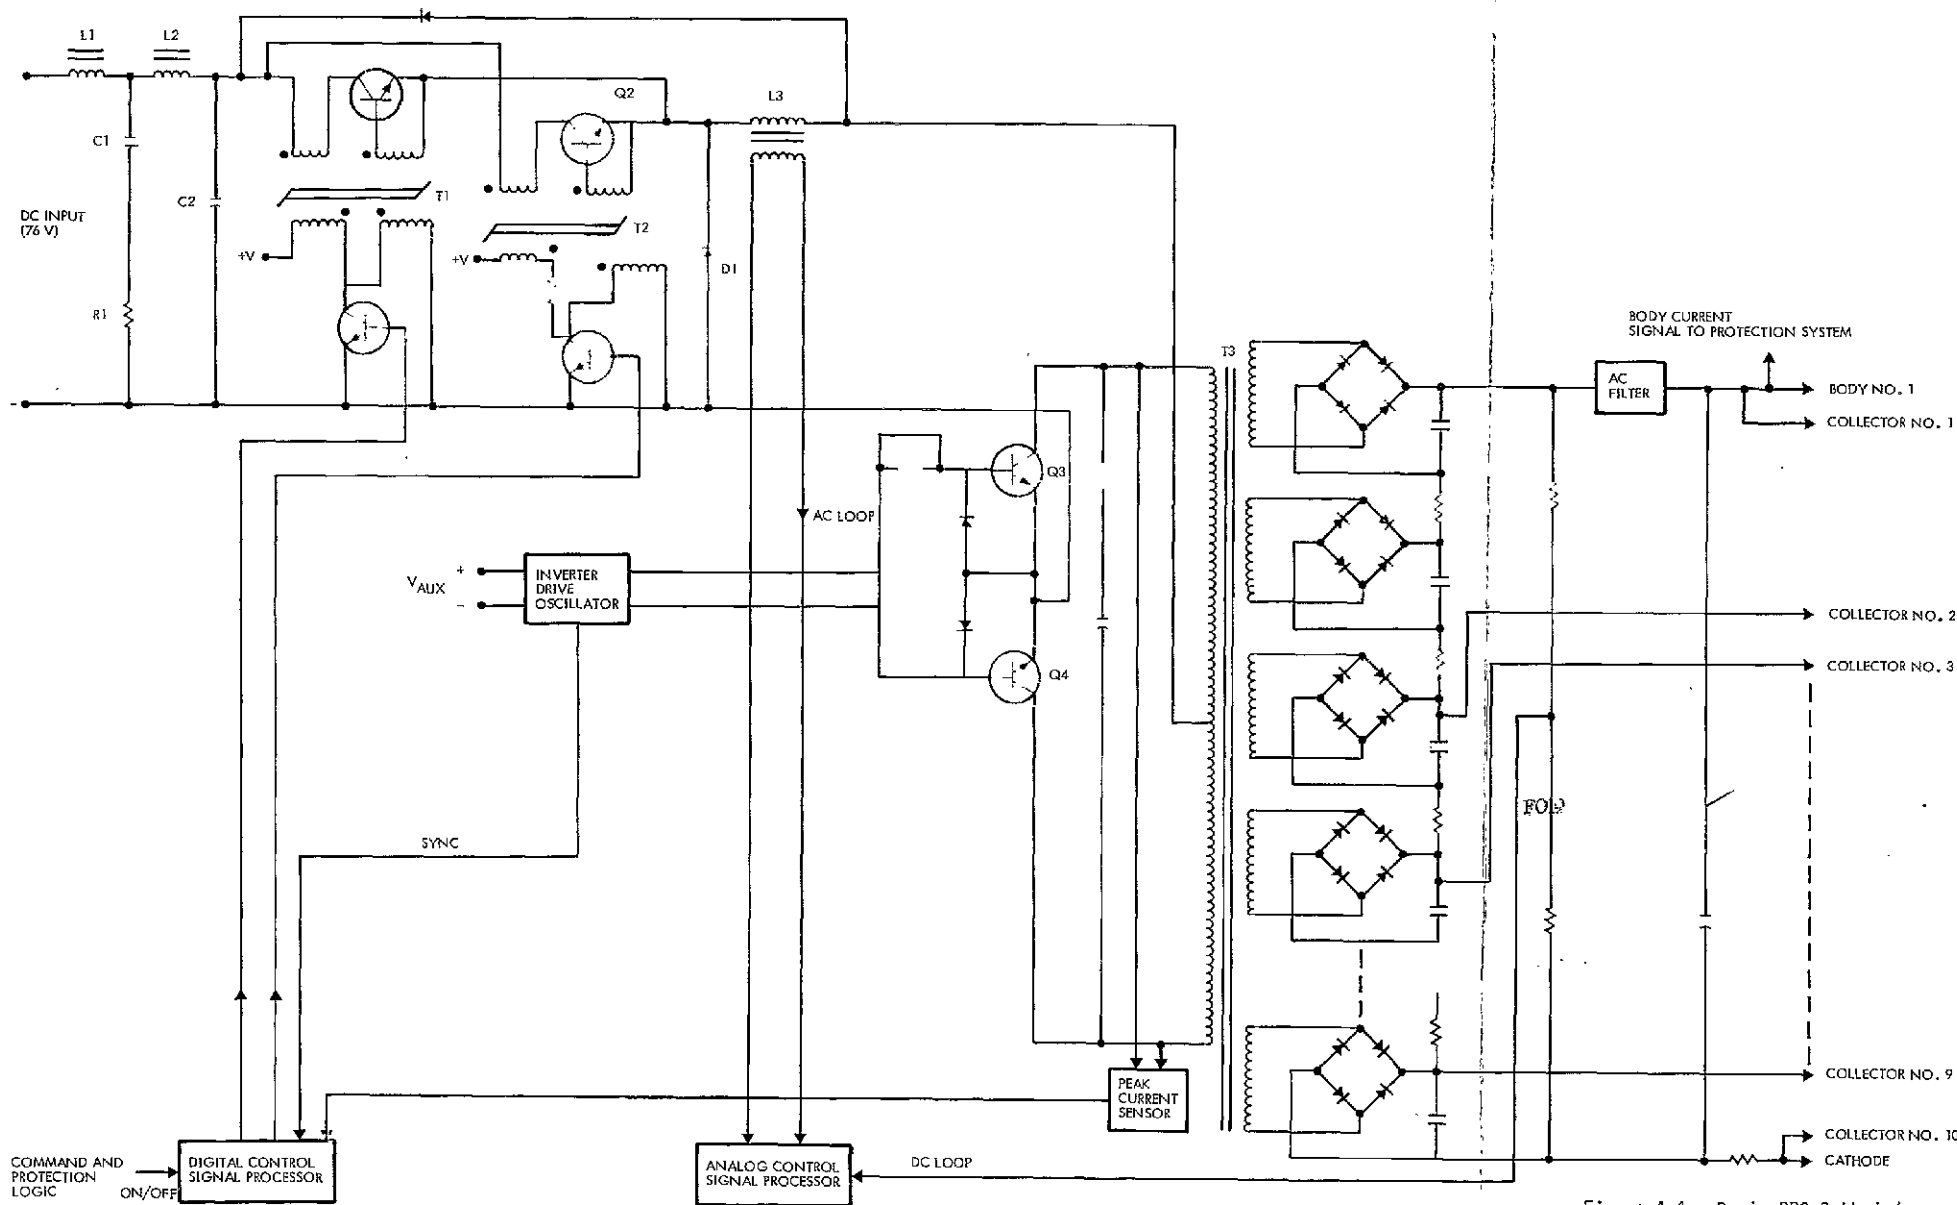 L1
L2
Q2
L3
C1
C2
T1
DC INPUT
(76 V)
T2
+V
+V
D1
R1
BODY CURRENT
SIGNAL TO PROTECTION SYSTEM
T3
AC
FILTER
BODY NO. 1
COLLECTOR NO. 1
Q3
AC LOOP
INVERTER
DRIVE
OSCILLATOR
VAUX
+
-
COLLECTOR NO. 2
COLLECTOR NO. 3
Q4
SYNC
PEAK
CURRENT
SENSOR
COLLECTOR NO. 9
COLLECTOR NO. 10
CATHODE
COMMAND AND
PROTECTION
LOGIC
ON/OFF
DIGITAL CONTROL
SIGNAL PROCESSOR
ANALOG CONTROL
SIGNAL PROCESSOR
DC LOOP